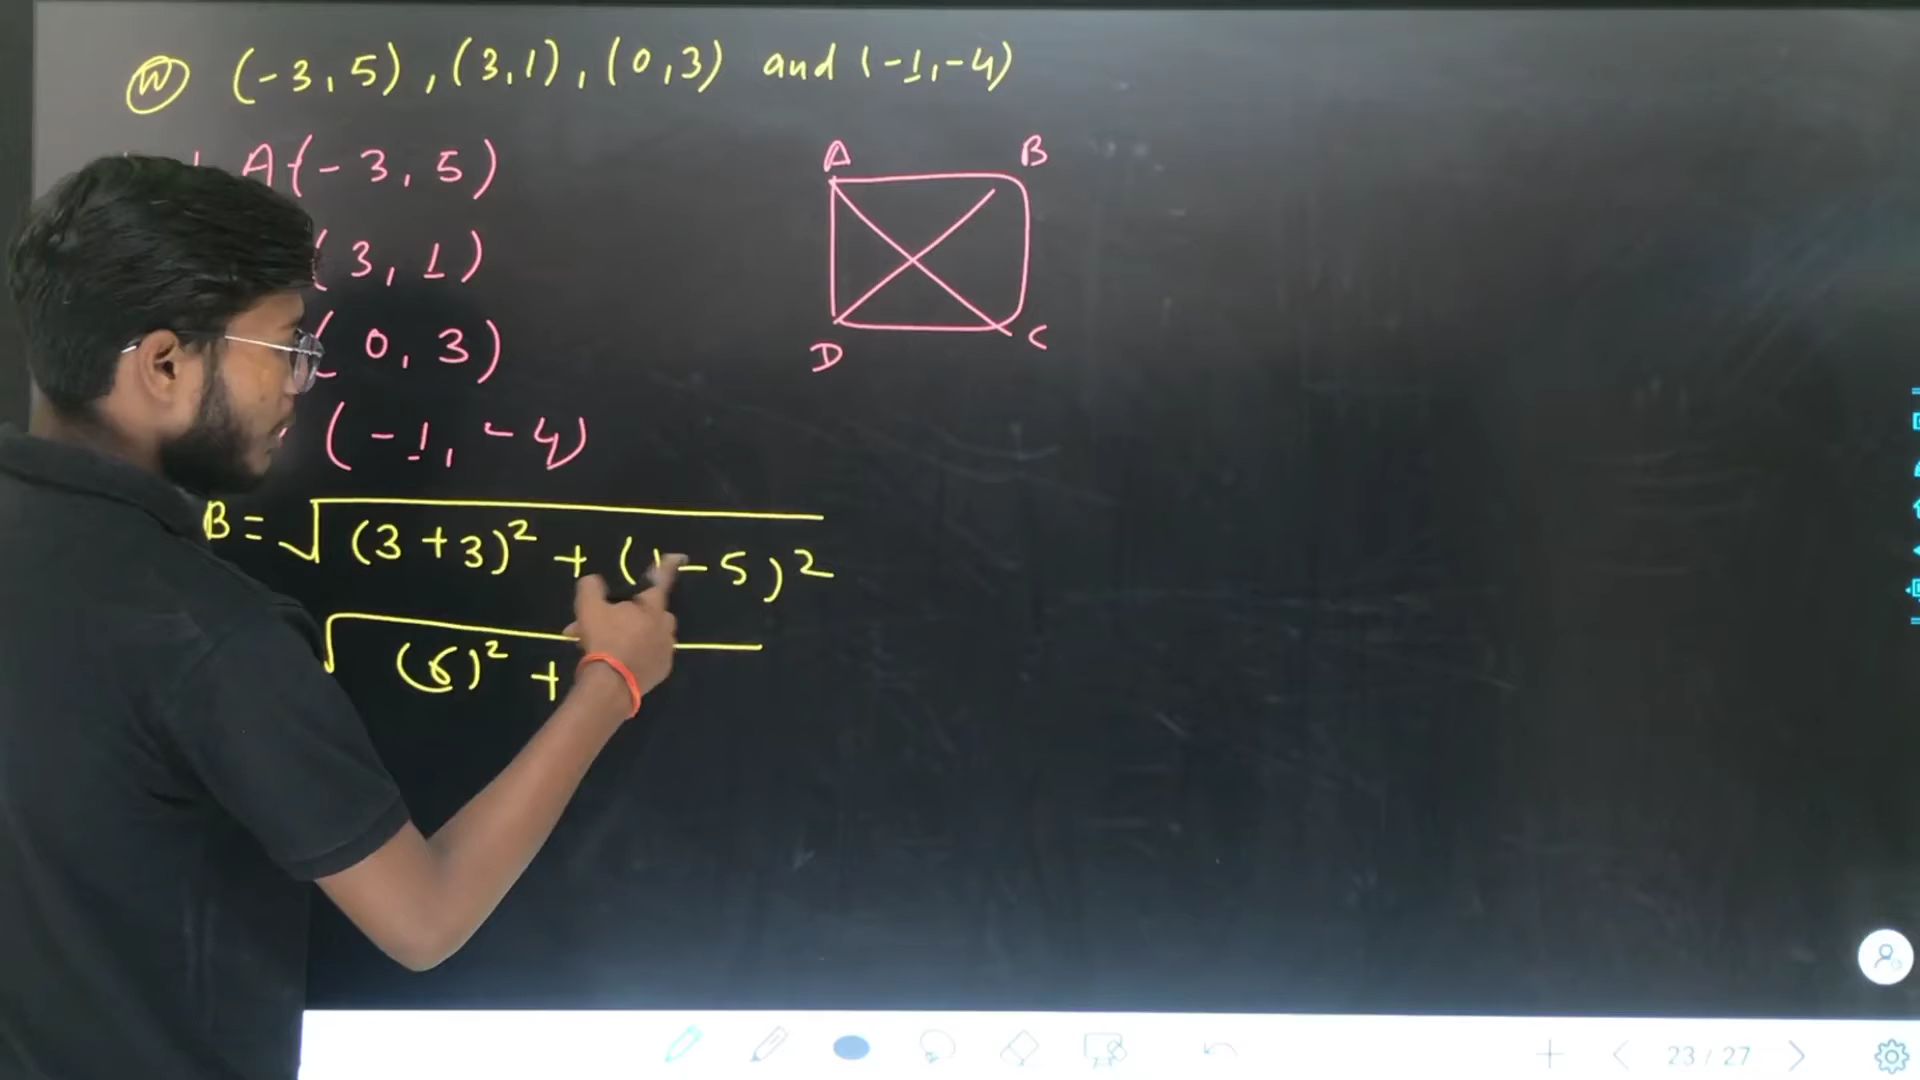 (-3, 5), (3, 1), (0, 3) and (-1, -4)
A(-3, 5)
A B
(3, 1)
(0, 3)
D C
(-1, -4)
B = √(3+3)² + (1-5)²
√(6)² +
23 / 27